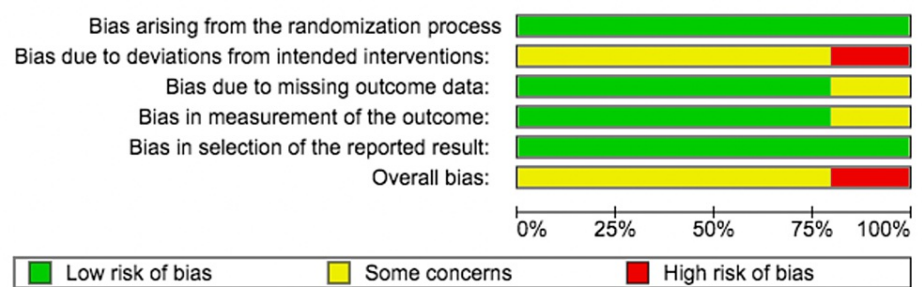 Bias arising from the randomization process
Bias due to deviations from intended interventions:
Bias due to missing outcome data:
Bias in measurement of the outcome:
Bias in selection of the reported result:
Overall bias:
0% 25% 50% 75% 100%
Low risk of bias Some concerns High risk of bias